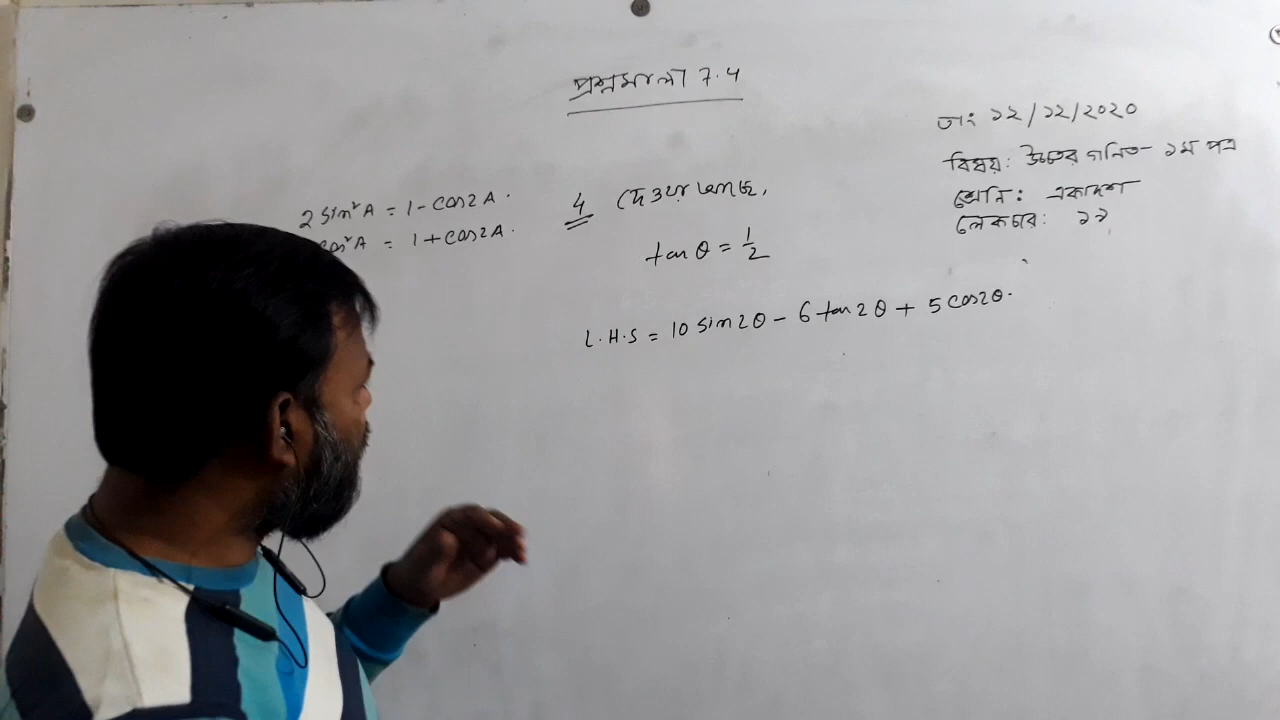 প্রশ্নমালা 7.4
তাং ১২/১২/২০২০
বিষয়: উচ্চতর গনিত- ১ম পত্র
শ্রেনি: একাদশ
লেকচার: ১১
2 sin²A = 1 - cos2A.
cos²A = 1 + cos2A.
4 দেওয়া আছে,
tan θ = 1/2
L.H.S = 10 sin2θ - 6 tan2θ + 5 cos2θ.